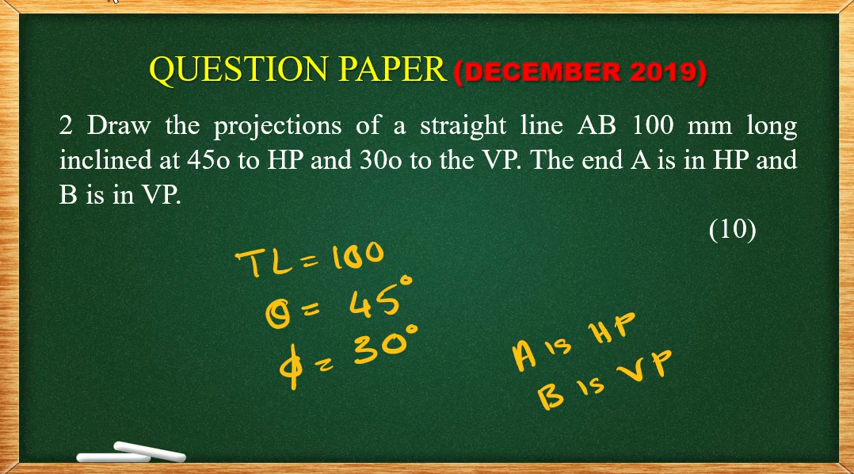 QUESTION PAPER (DECEMBER 2019)
2 Draw the projections of a straight line AB 100 mm long
inclined at 45o to HP and 30o to the VP. The end A is in HP and
B is in VP.
(10)
TL = 100
θ = 45°
ϕ = 30°
A is HP
B is VP